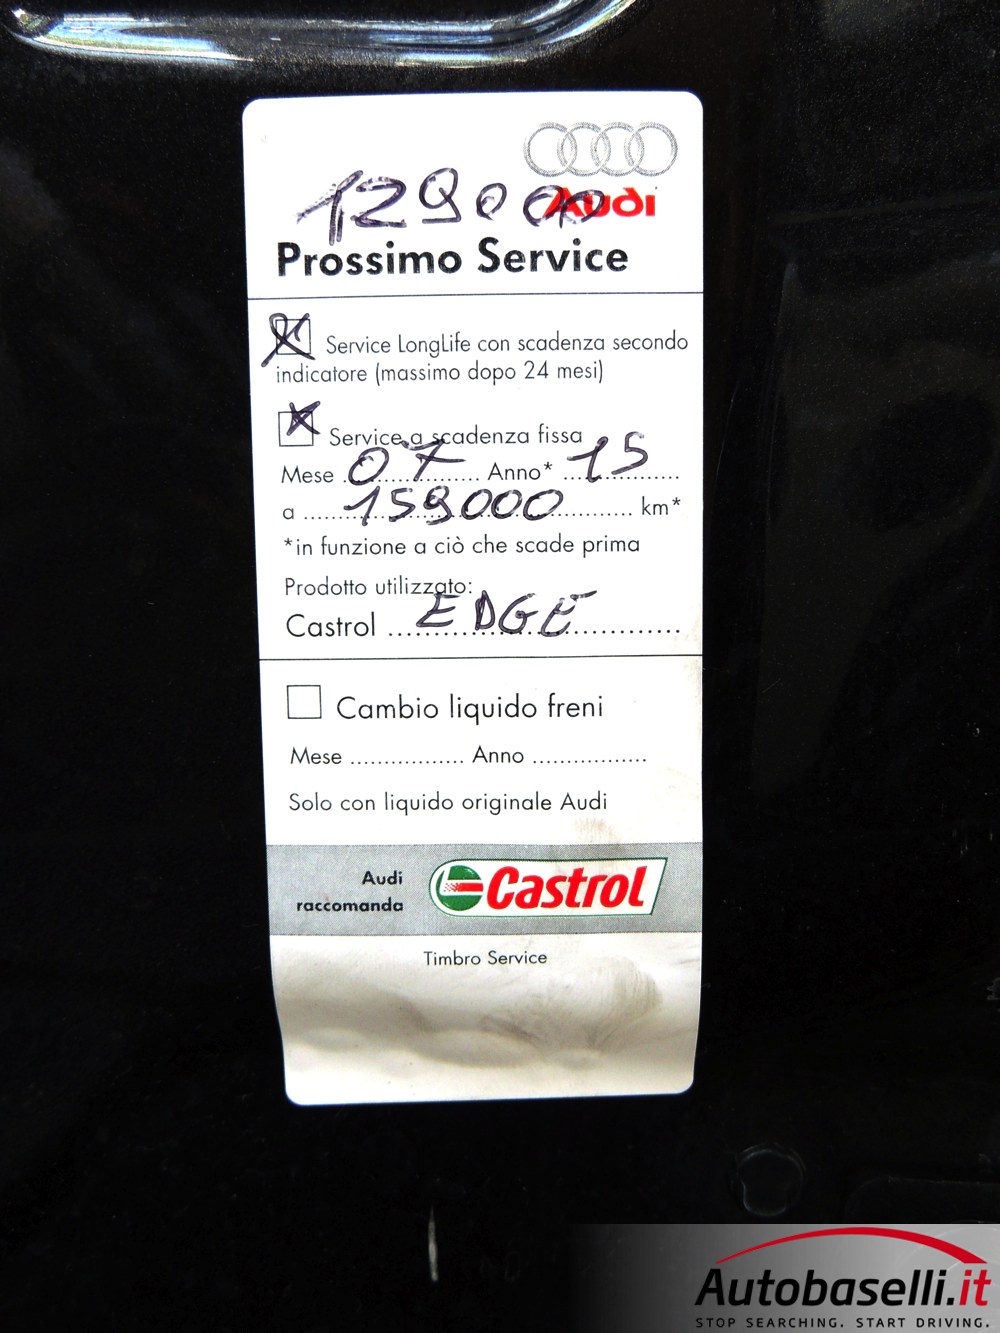 129000
Audi
Prossimo Service
Service LongLife con scadenza secondo
indicatore (massimo dopo 24 mesi)
Service a scadenza fissa
Mese 07 Anno* 15
a 159000 km*
*in funzione a ciò che scade prima
Prodotto utilizzato:
Castrol EDGE
Cambio liquido freni
Mese .................. Anno ..................
Solo con liquido originale Audi
Audi
raccomanda
Castrol
Timbro Service
Autobaselli.it
STOP SEARCHING. START DRIVING.